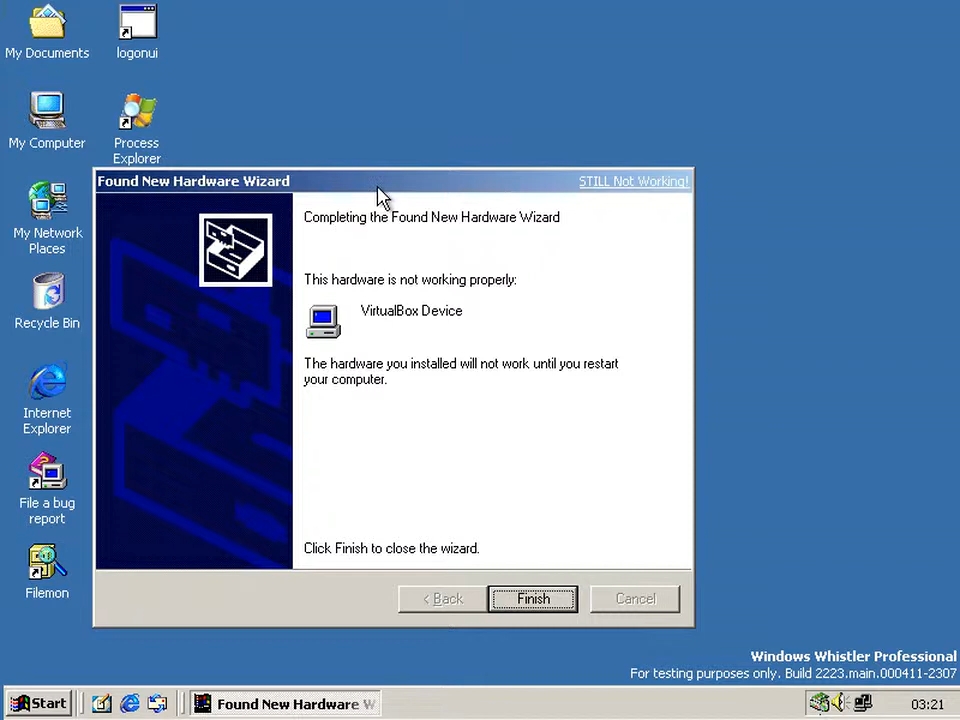 My Documents
logonui
My Computer
Process
Explorer
Found New Hardware Wizard
STILL Not Working!
My Network
Places
Recycle Bin
Internet
Explorer
File a bug
report
Filemon
Completing the Found New Hardware Wizard
This hardware is not working properly:
VirtualBox Device
The hardware you installed will not work until you restart
your computer.
Click Finish to close the wizard.
< Back
Finish
Cancel
Windows Whistler Professional
For testing purposes only. Build 2223.main.000411-2307
Start
Found New Hardware W
03:21